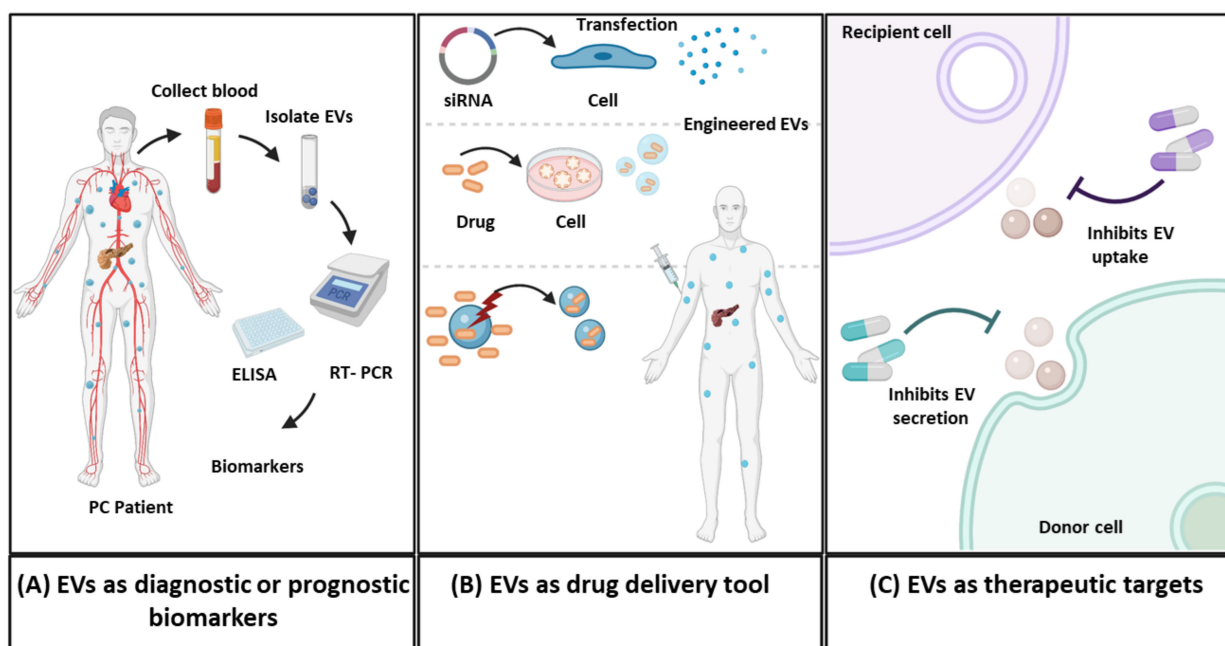 Collect blood
Isolate EVs
PCR
ELISA
RT- PCR
Biomarkers
PC Patient
(A) EVs as diagnostic or prognostic
biomarkers
Transfection
siRNA
Cell
Engineered EVs
Drug
Cell
(B) EVs as drug delivery tool
Recipient cell
Inhibits EV
uptake
Inhibits EV
secretion
Donor cell
(C) EVs as therapeutic targets